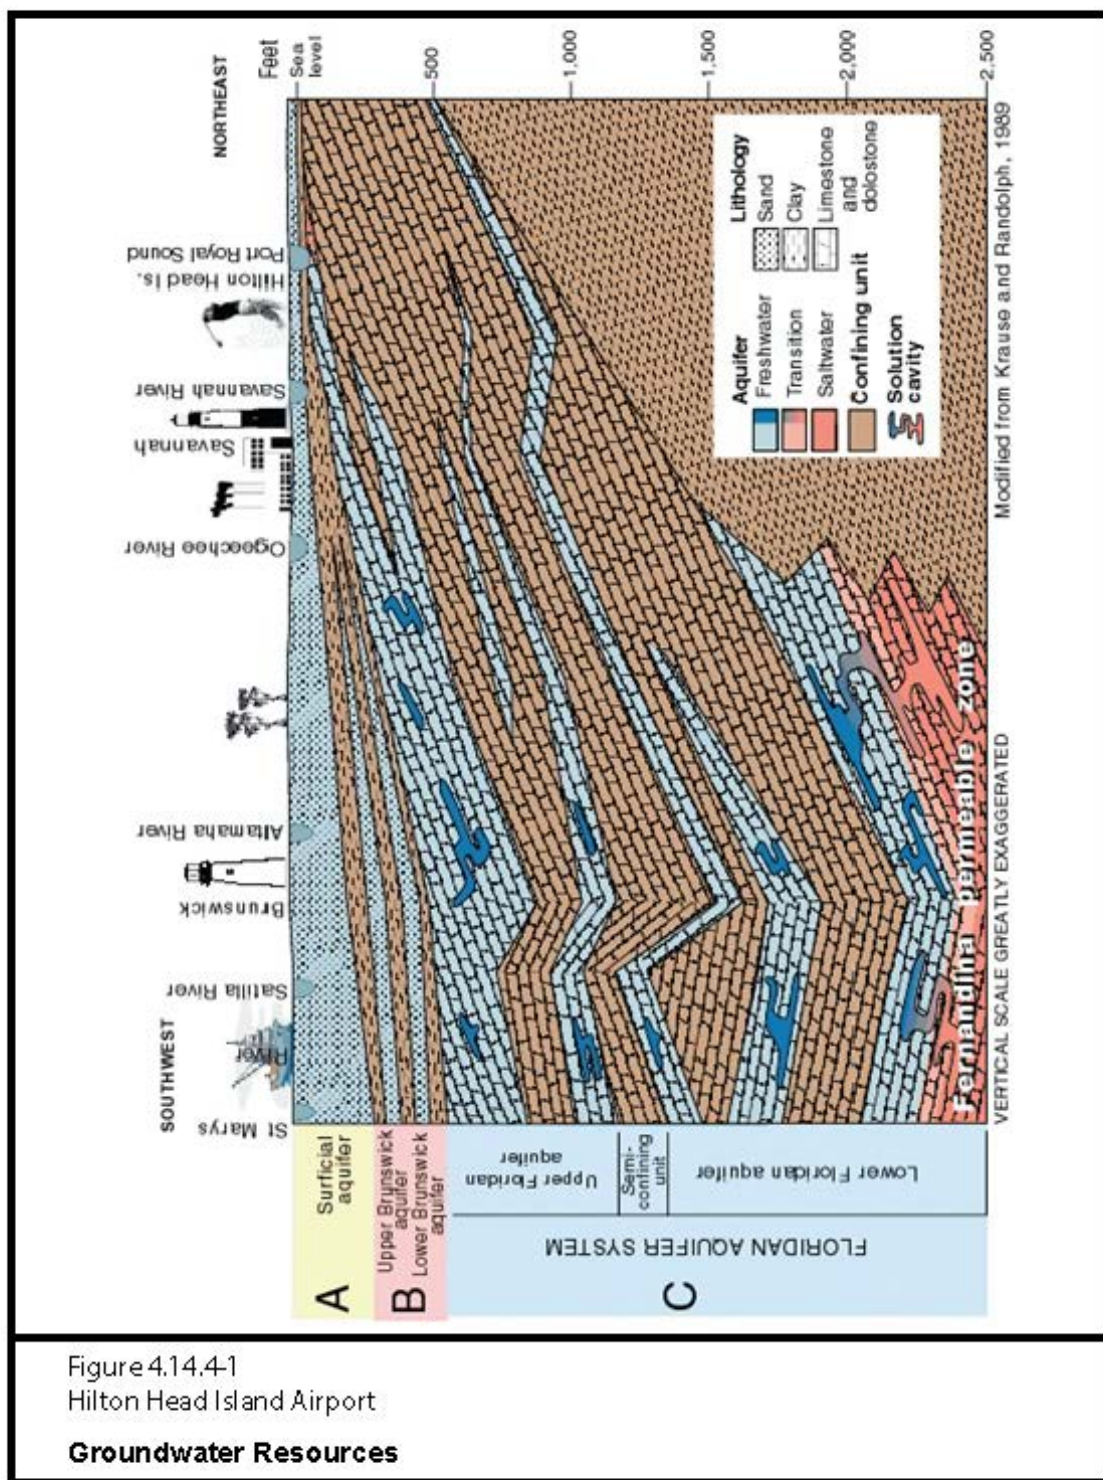 NORTHEAST
Feet
Sea
level
500
1,000
1,500
2,000
2,500
Port Royal Sound
Hilton Head Is.
Savannah River
Savannah
Ogeechee River
Altamaha River
Brunswick
Satilla River
River
St Marys
SOUTHWEST
Aquifer
Freshwater
Transition
Saltwater
Confining unit
Solution
cavity
Lithology
Sand
Clay
Limestone
and
dolostone
Fernandina permeable zone
VERTICAL SCALE GREATLY EXAGGERATED
Modified from Krause and Randolph, 1989
A
Surficial
aquifer
B
Upper Brunswick
aquifer
Lower Brunswick
aquifer
C
FLORIDAN AQUIFER SYSTEM
Upper Floridan
aquifer
Semi-
confining
unit
Lower Floridan aquifer
Figure 4.14.4-1
Hilton Head Island Airport
Groundwater Resources